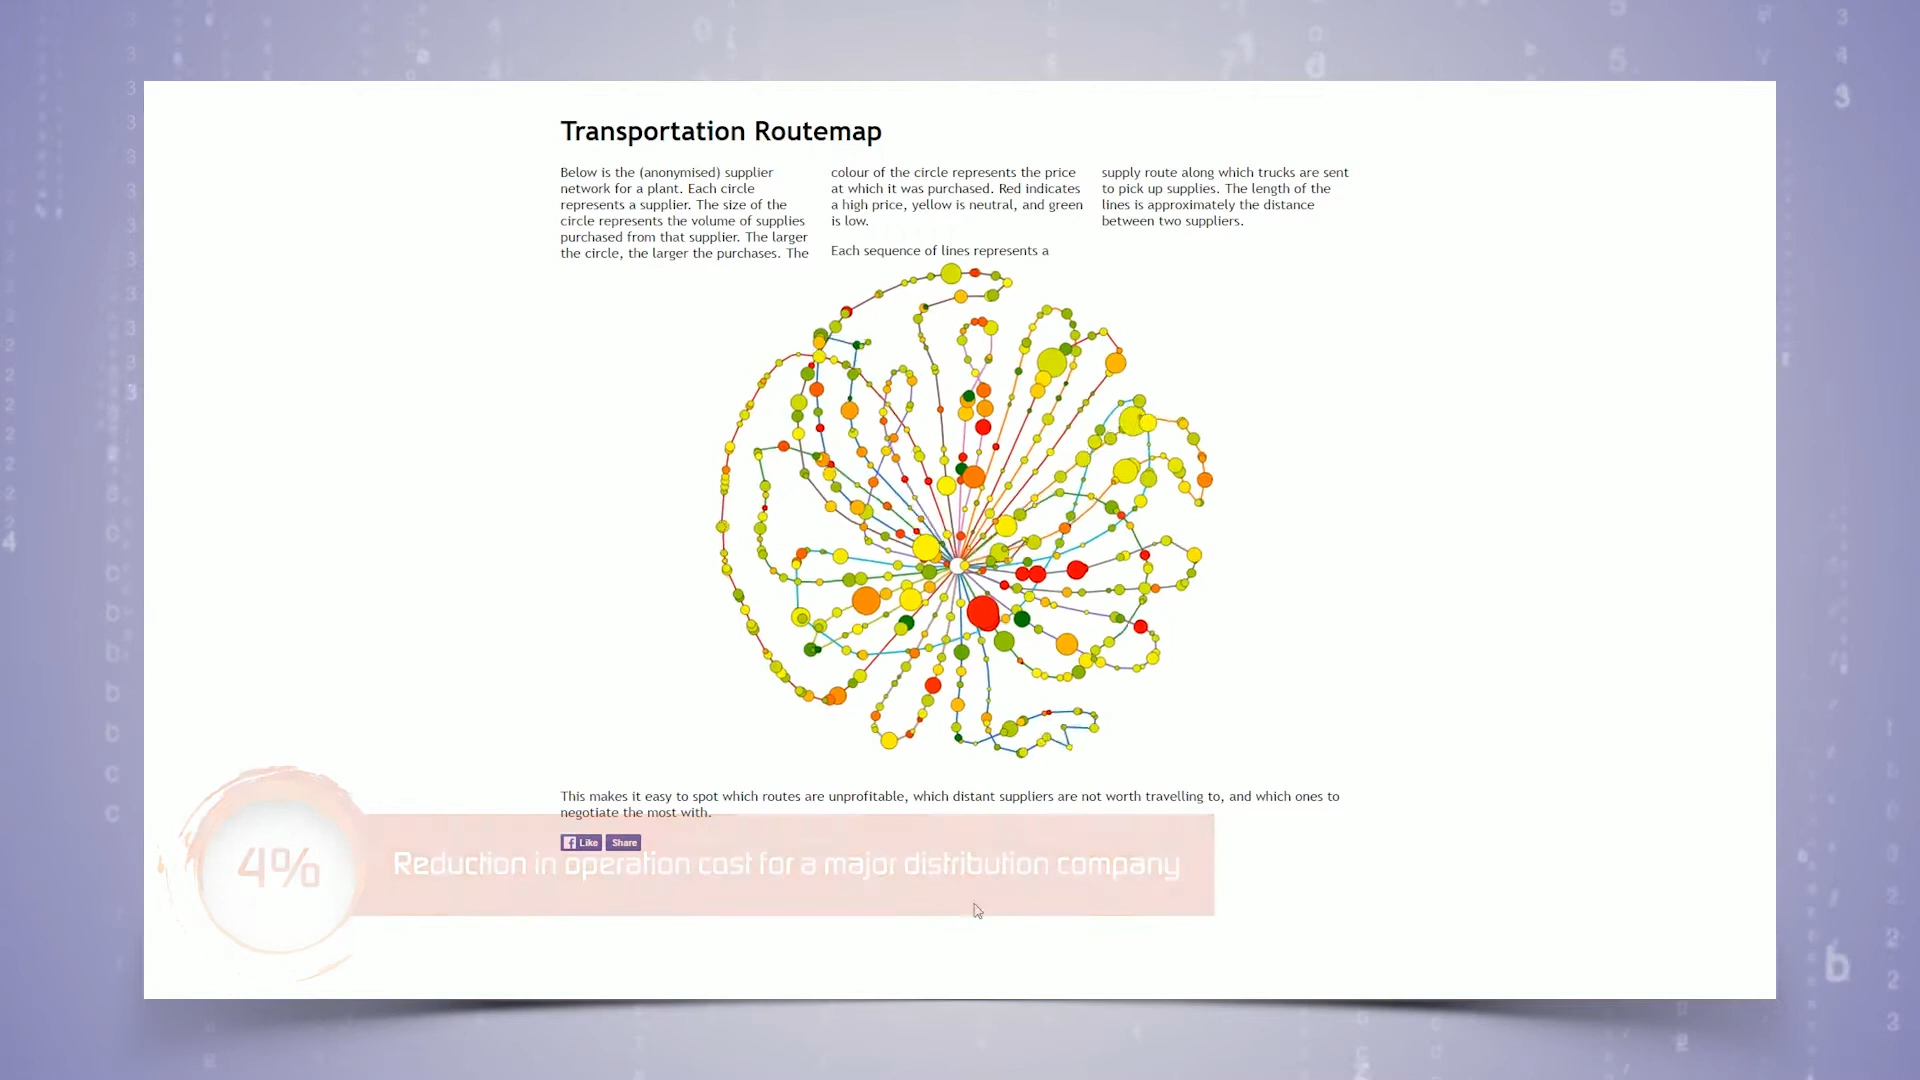 Transportation Routemap
Below is the (anonymised) supplier
network for a plant. Each circle
represents a supplier. The size of the
circle represents the volume of supplies
purchased from that supplier. The larger
the circle, the larger the purchases. The
colour of the circle represents the price
at which it was purchased. Red indicates
a high price, yellow is neutral, and green
is low.
Each sequence of lines represents a
supply route along which trucks are sent
to pick up supplies. The length of the
lines is approximately the distance
between two suppliers.
This makes it easy to spot which routes are unprofitable, which distant suppliers are not worth travelling to, and which ones to
negotiate the most with.
Like Share
4% Reduction in operation cost for a major distribution company